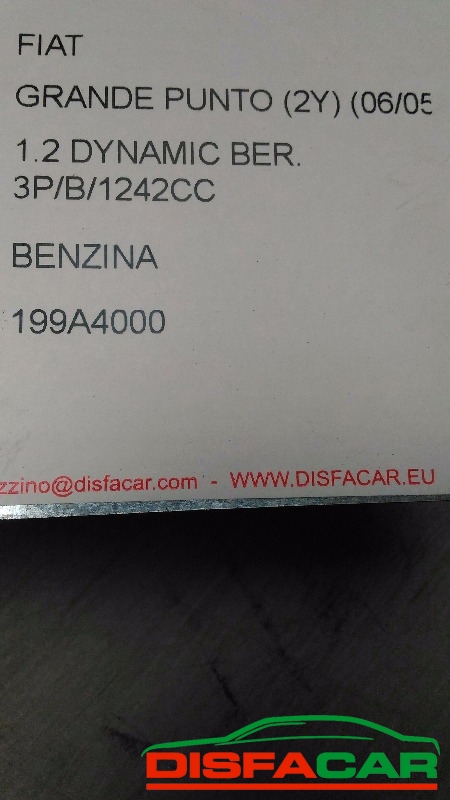 FIAT
GRANDE PUNTO (2Y) (06/05
1.2 DYNAMIC BER.
3P/B/1242CC
BENZINA
199A4000
zzino@disfacar.com - WWW.DISFACAR.EU
DISFACAR